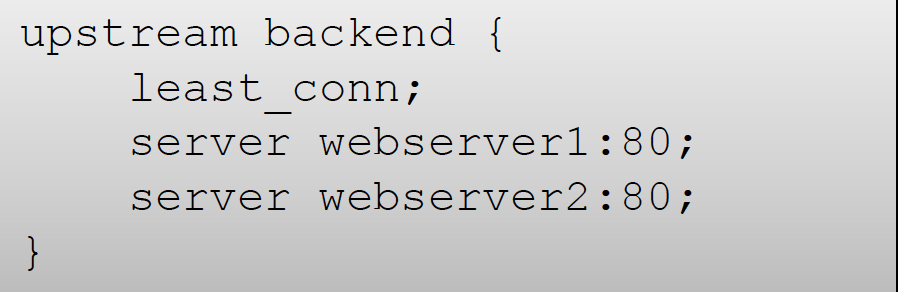 upstream backend {
    least_conn;
    server webserver1:80;
    server webserver2:80;
}